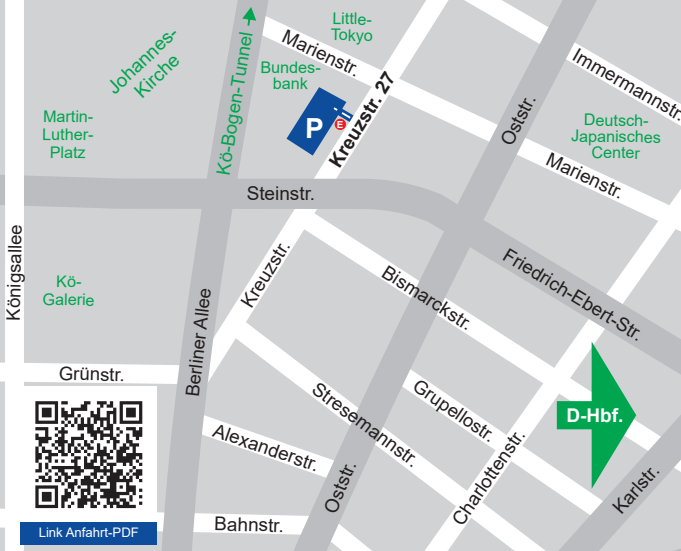 Little-
Tokyo
Johannes-
Kirche
Marienstr.
Immermannstr.
Bundes-
bank
Kö-Bogen-Tunnel
P
E
Kreuzstr. 27
Oststr.
Martin-
Luther-
Platz
Deutsch-
Japanisches
Center
Marienstr.
Steinstr.
Königsallee
Kö-
Galerie
Kreuzstr.
Bismarckstr.
Friedrich-Ebert-Str.
Berliner Allee
Grünstr.
Stresemannstr.
Grupellostr.
D-Hbf.
Alexanderstr.
Oststr.
Charlottenstr.
Karlstr.
Bahnstr.
Link Anfahrt-PDF